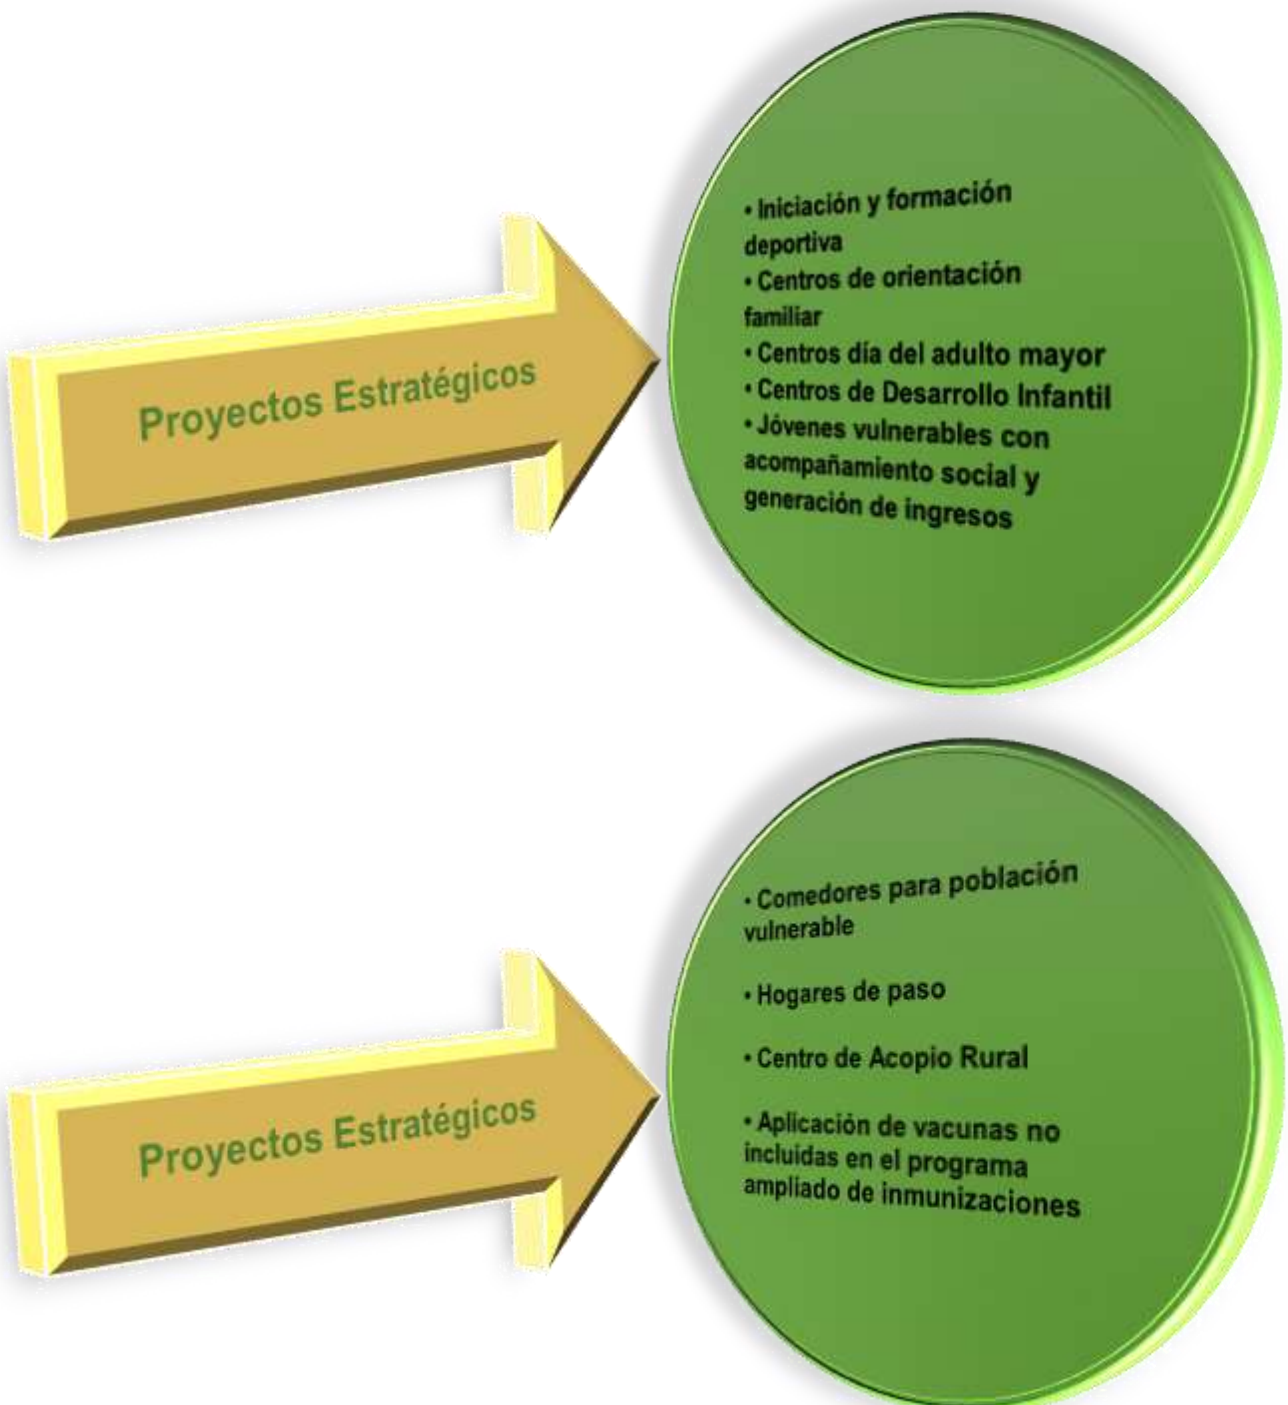 Proyectos Estratégicos
• Iniciación y formación
deportiva
• Centros de orientación
familiar
• Centros día del adulto mayor
• Centros de Desarrollo Infantil
• Jóvenes vulnerables con
acompañamiento social y
generación de ingresos
Proyectos Estratégicos
• Comedores para población
vulnerable
• Hogares de paso
• Centro de Acopio Rural
• Aplicación de vacunas no
incluidas en el programa
ampliado de inmunizaciones